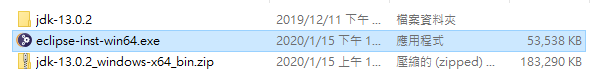 jdk-13.0.2 2019/12/11 下午 ... 檔案資料夾
eclipse-inst-win64.exe 2020/1/15 下午 1... 應用程式 53,538 KB
jdk-13.0.2_windows-x64_bin.zip 2020/1/15 上午 1... 壓縮的 (zipped) ... 183,290 KB